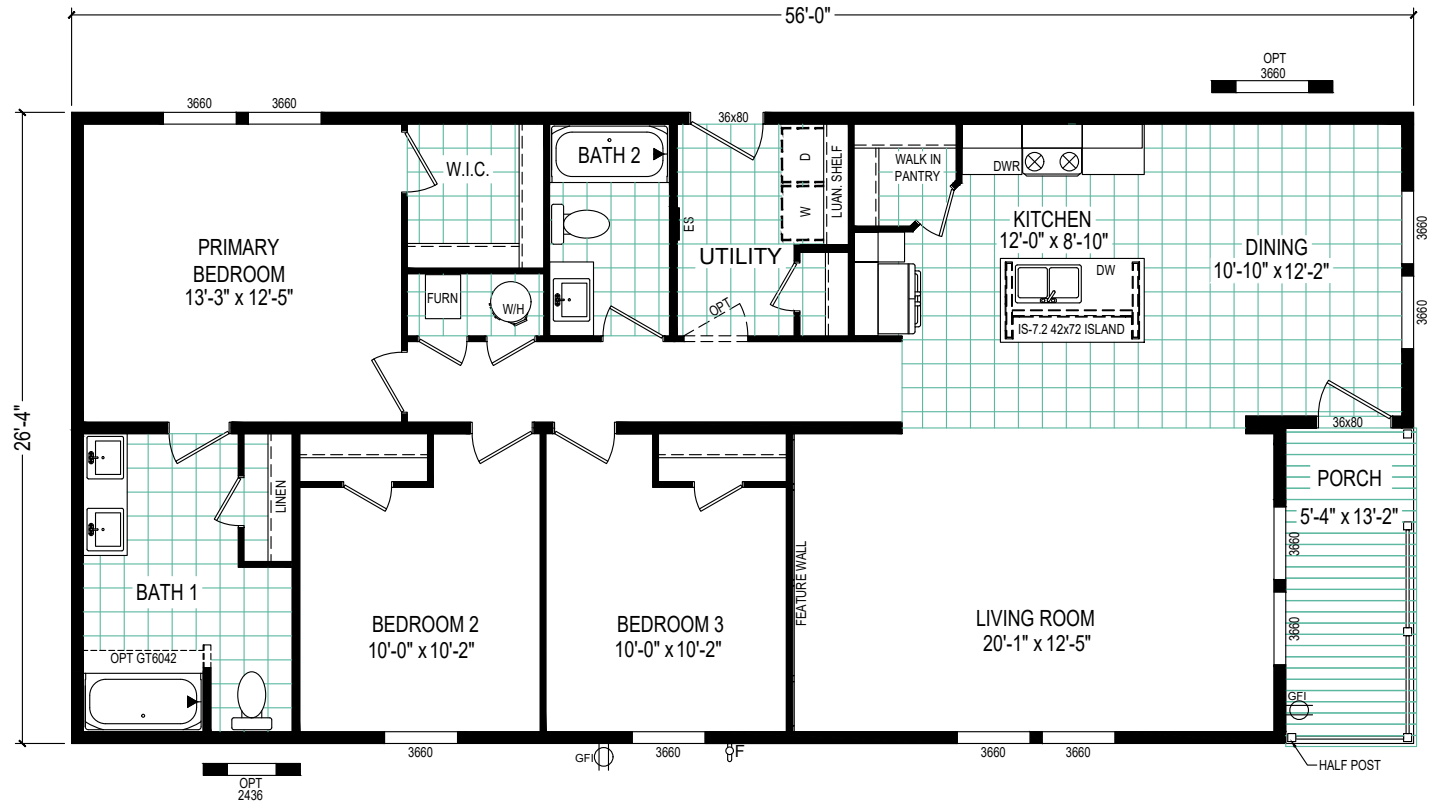 56'-0"
OPT
3660
3660
3660
36x80
26'-4"
W.I.C.
BATH 2
D
W
LUAN. SHELF
WALK IN
PANTRY
DWR
ES
KITCHEN
12'-0" x 8'-10"
3660
PRIMARY
BEDROOM
13'-3" x 12'-5"
UTILITY
DINING
10'-10" x 12'-2"
DW
FURN
W/H
OPT
IS-7.2 42x72 ISLAND
3660
36x80
LINEN
PORCH
5'-4" x 13'-2"
3660
FEATURE WALL
BATH 1
BEDROOM 2
10'-0" x 10'-2"
BEDROOM 3
10'-0" x 10'-2"
LIVING ROOM
20'-1" x 12'-5"
3660
OPT GT6042
GFI
3660
GFI
3660
F
3660
3660
HALF POST
OPT
2436